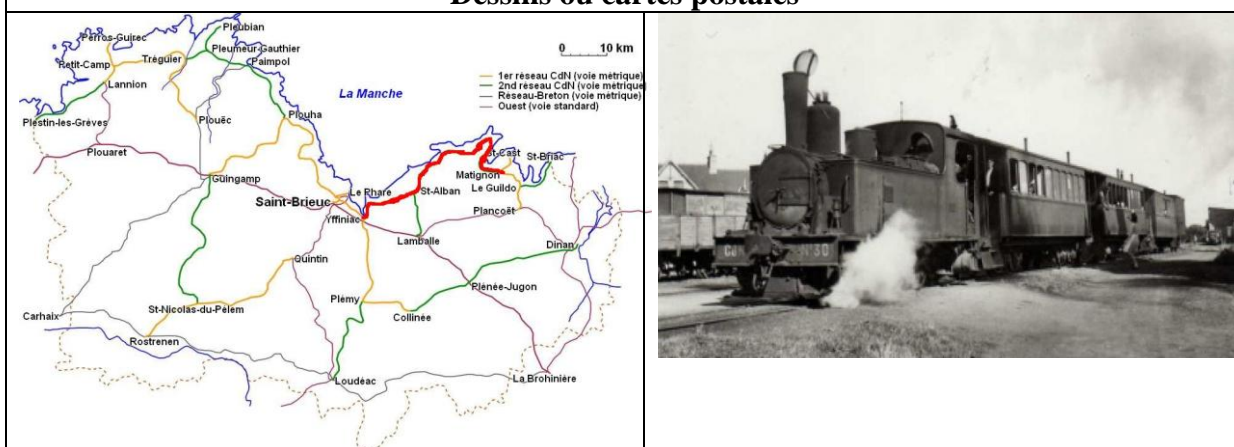 Dessins ou cartes postales
Pleubian
Perros-Guirec
Pleumeur-Gauthier
Tréguier
Paimpol
Petit-Camp
Lannion
0 10 km
1er réseau CdN (voie métrique)
2nd réseau CdN (voie métrique)
Réseau-Breton (voie métrique)
Ouest (voie standard)
La Manche
Plestin-les-Grèves
Plouëc
Plouha
Plouaret
St-Cast
St-Briac
Matignon
Guingamp
Le Phare
St-Alban
Le Guildo
Saint-Brieuc
Yffiniac
Plancoët
Lamballe
Dinan
Quintin
Plémy
Plénée-Jugon
St-Nicolas-du-Pélem
Collinée
Carhaix
Rostrenen
Loudéac
La Brohinière